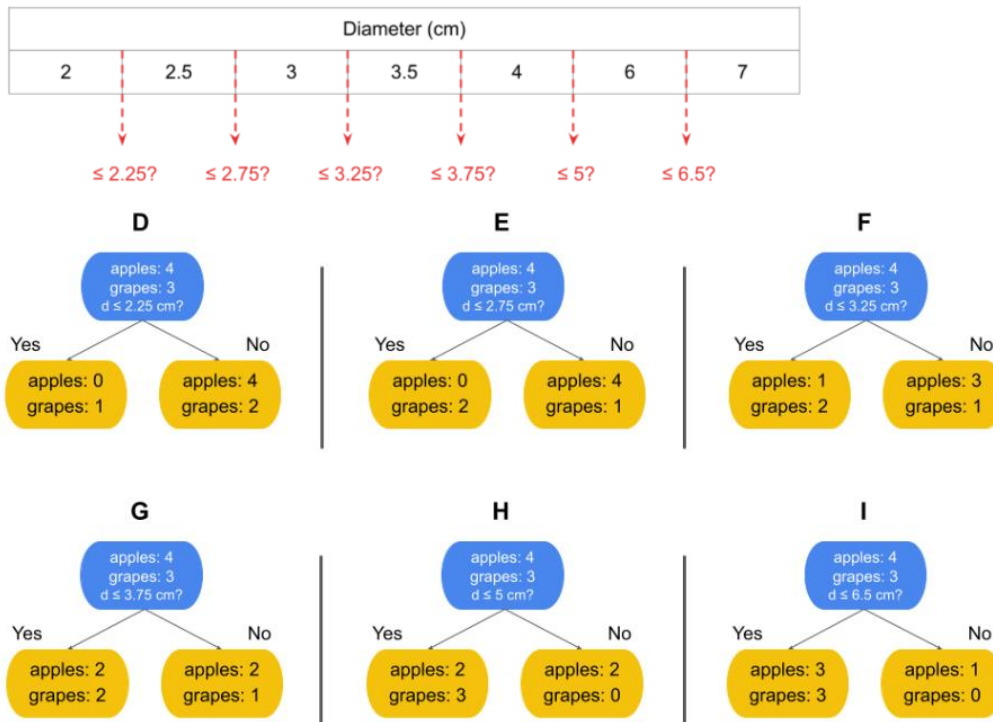 Diameter (cm)
2 2.5 3 3.5 4 6 7
≤ 2.25? ≤ 2.75? ≤ 3.25? ≤ 3.75? ≤ 5? ≤ 6.5?
D E F
apples: 4 apples: 4 apples: 4
grapes: 3 grapes: 3 grapes: 3
d ≤ 2.25 cm? d ≤ 2.75 cm? d ≤ 3.25 cm?
Yes No Yes No Yes No
apples: 0 apples: 4 apples: 0 apples: 4 apples: 1 apples: 3
grapes: 1 grapes: 2 grapes: 2 grapes: 1 grapes: 2 grapes: 1
G H I
apples: 4 apples: 4 apples: 4
grapes: 3 grapes: 3 grapes: 3
d ≤ 3.75 cm? d ≤ 5 cm? d ≤ 6.5 cm?
Yes No Yes No Yes No
apples: 2 apples: 2 apples: 2 apples: 2 apples: 3 apples: 1
grapes: 2 grapes: 1 grapes: 3 grapes: 0 grapes: 3 grapes: 0